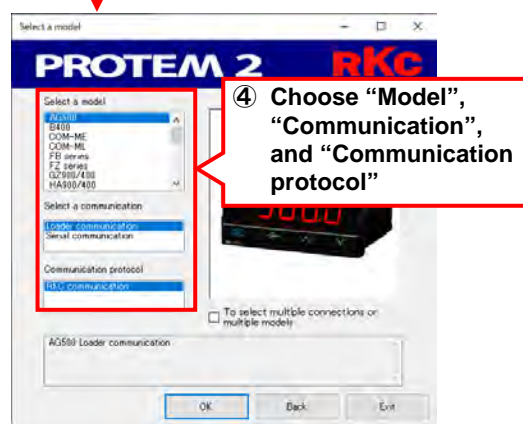 Select a model
PROTEM 2
RKC
④ Choose “Model”,
“Communication”,
and “Communication
protocol”
Select a model
AG500
B400
COM-ME
COM-ML
FB series
FZ series
GZ900/400
HA900/400
Select a communication
Loader communication
Serial communication
Communication protocol
RKC communication
To select multiple connections or
multiple models
AG500 Loader communication
OK
Back
Exit